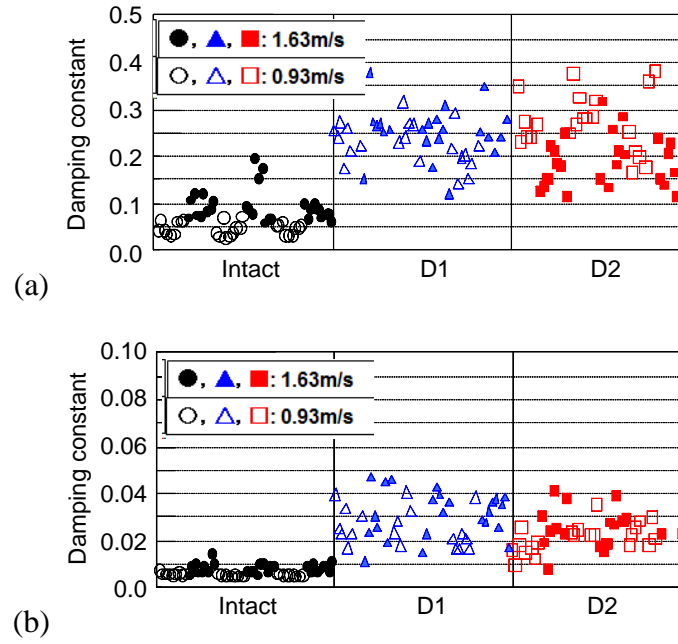 0.5
●, ▲, ■: 1.63m/s
○, △, □: 0.93m/s
0.4
0.3
0.2
0.1
0.0
Damping constant
Intact D1 D2
(a)
0.10
●, ▲, ■: 1.63m/s
○, △, □: 0.93m/s
0.08
0.06
0.04
0.02
0.0
Damping constant
Intact D1 D2
(b)